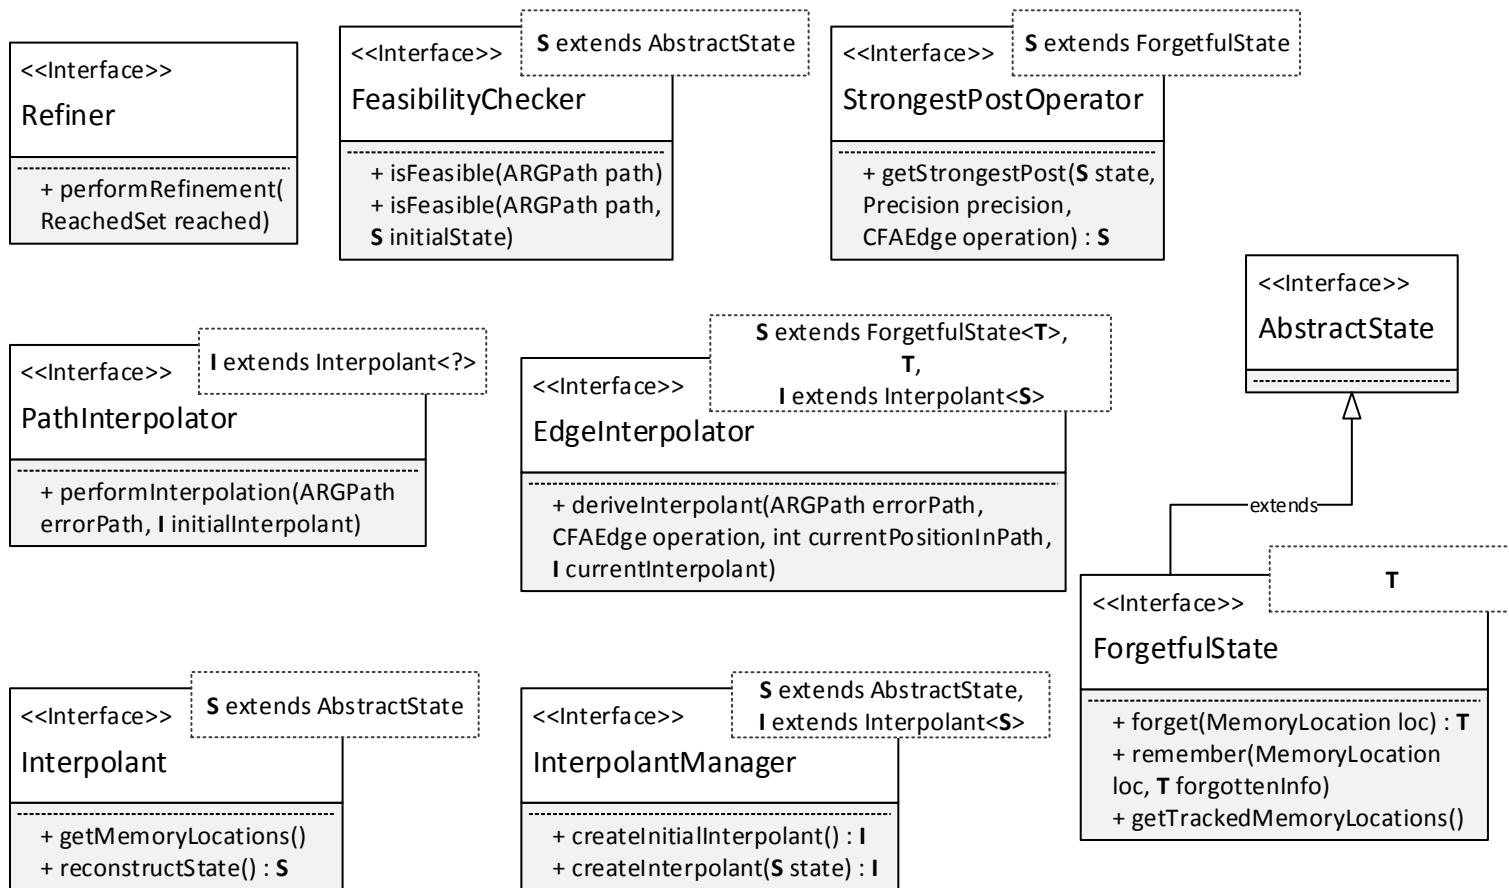 <<Interface>>
Refiner
+ performRefinement(
ReachedSet reached)
S extends AbstractState
<<Interface>>
FeasibilityChecker
+ isFeasible(ARGPath path)
+ isFeasible(ARGPath path,
S initialState)
S extends ForgetfulState
<<Interface>>
StrongestPostOperator
+ getStrongestPost(S state,
Precision precision,
CFAEdge operation) : S
<<Interface>>
AbstractState
I extends Interpolant<?>
<<Interface>>
PathInterpolator
+ performInterpolation(ARGPath
errorPath, I initialInterpolant)
S extends ForgetfulState<T>,
T,
I extends Interpolant<S>
<<Interface>>
EdgeInterpolator
+ deriveInterpolant(ARGPath errorPath,
CFAEdge operation, int currentPositionInPath,
I currentInterpolant)
extends
T
<<Interface>>
ForgetfulState
+ forget(MemoryLocation loc) : T
+ remember(MemoryLocation
loc, T forgottenInfo)
+ getTrackedMemoryLocations()
S extends AbstractState
<<Interface>>
Interpolant
+ getMemoryLocations()
+ reconstructState() : S
S extends AbstractState,
I extends Interpolant<S>
<<Interface>>
InterpolantManager
+ createInitialInterpolant() : I
+ createInterpolant(S state) : I